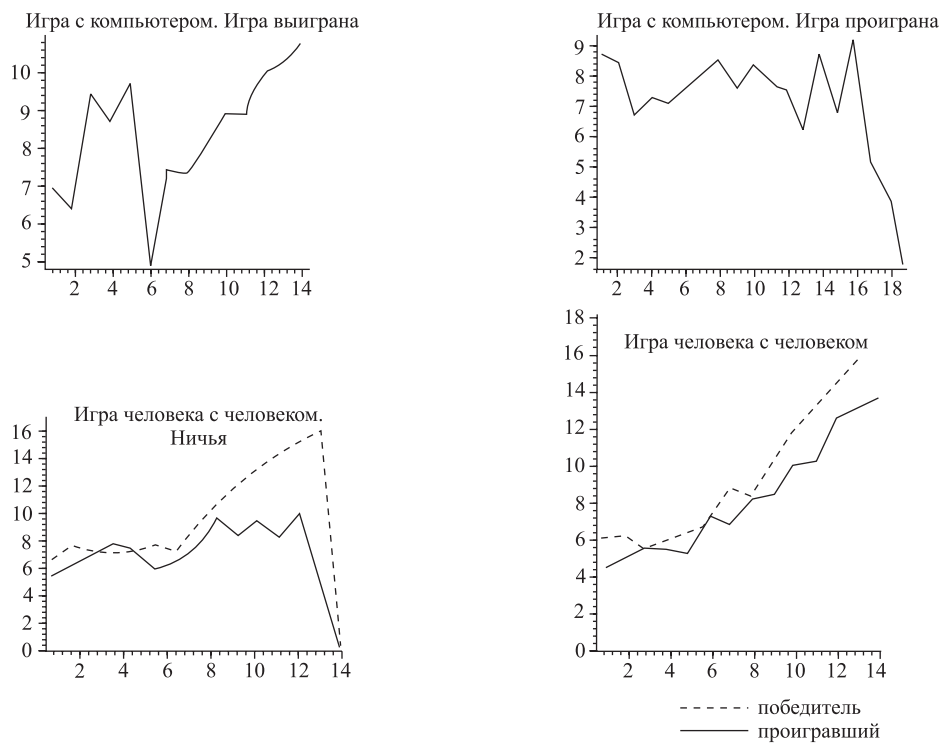 Игра с компьютером. Игра выиграна
10
9
8
7
6
5
2 4 6 8 10 12 14
Игра с компьютером. Игра проиграна
9
8
7
6
5
4
3
2
2 4 6 8 10 12 14 16 18
Игра человека с человеком.
Ничья
16
12
10
8
6
4
2
0
2 4 6 8 10 12 14
Игра человека с человеком
18
16
14
12
10
8
6
4
2
0
2 4 6 8 10 12 14
победитель
проигравший